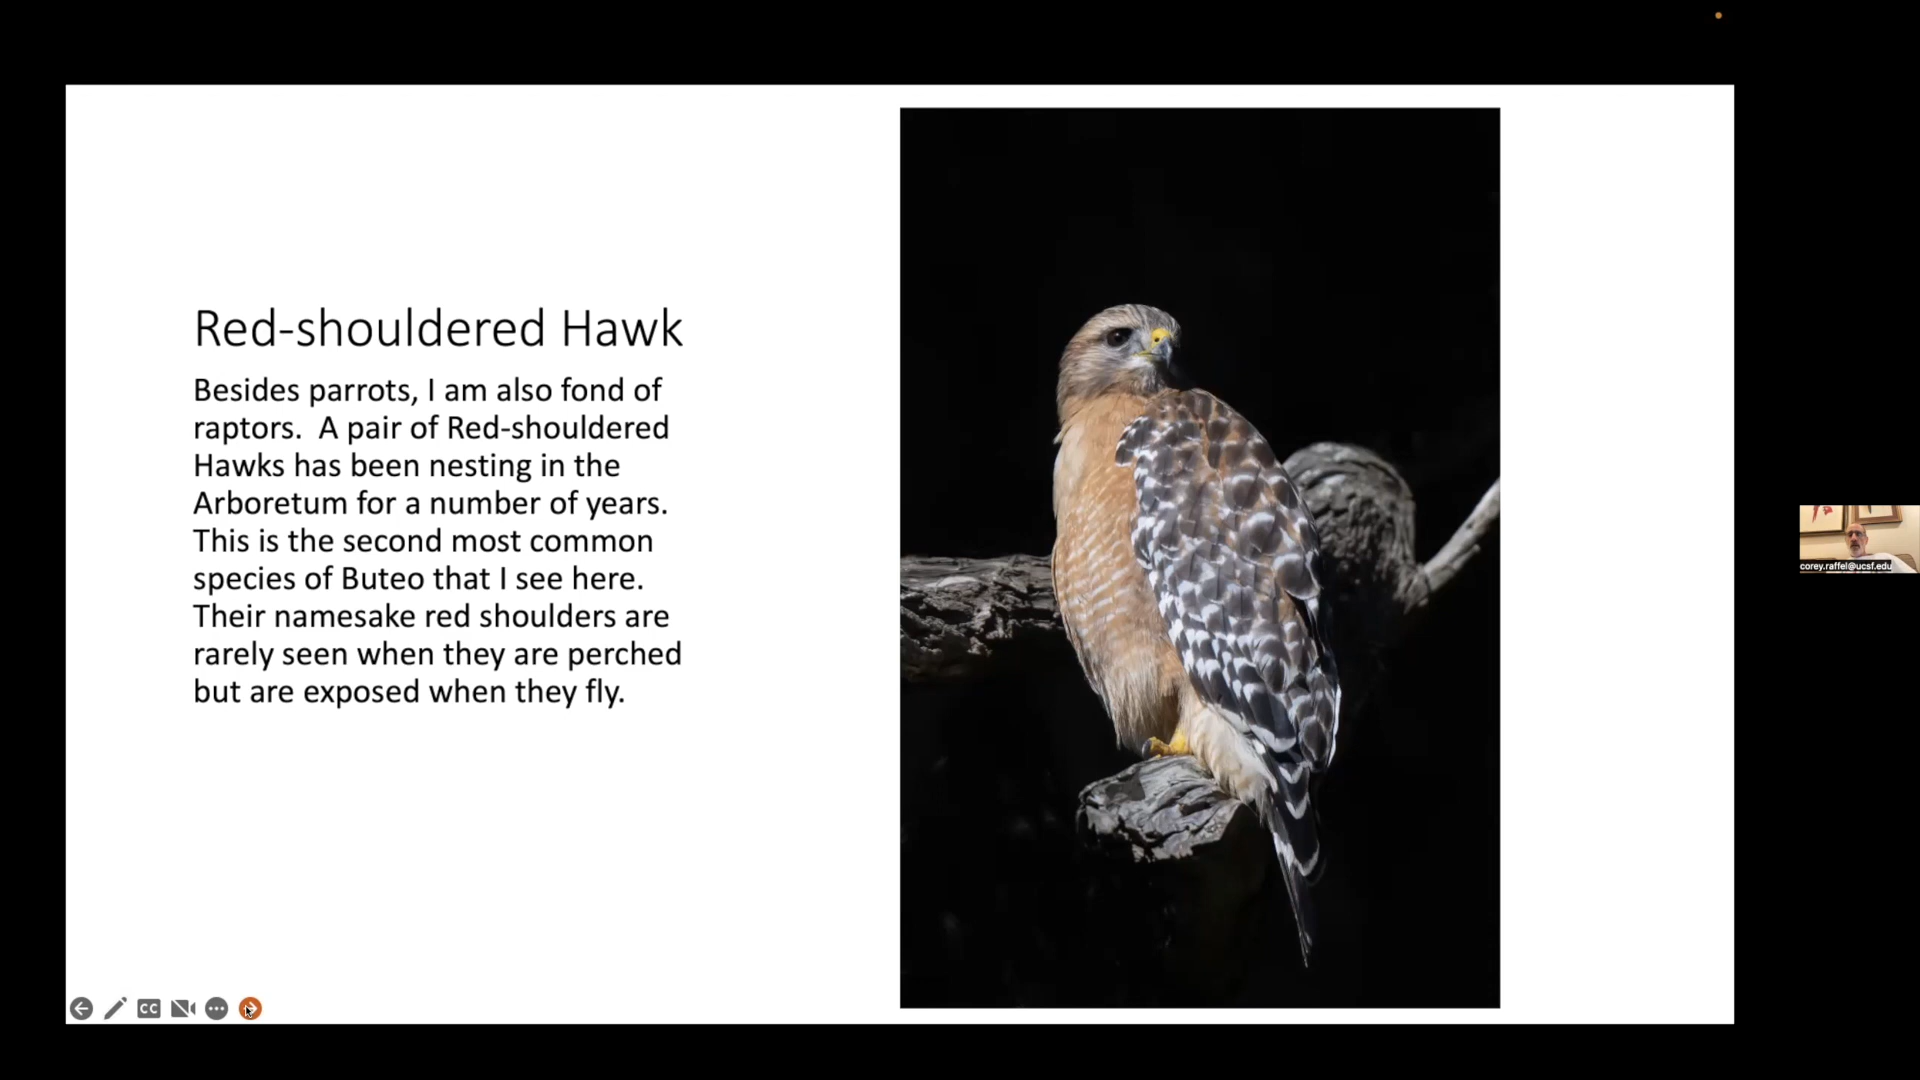 Red-shouldered Hawk
Besides parrots, I am also fond of
raptors.  A pair of Red-shouldered
Hawks has been nesting in the
Arboretum for a number of years.
This is the second most common
species of Buteo that I see here.
Their namesake red shoulders are
rarely seen when they are perched
but are exposed when they fly.
corey.raffel@ucsf.edu
CC